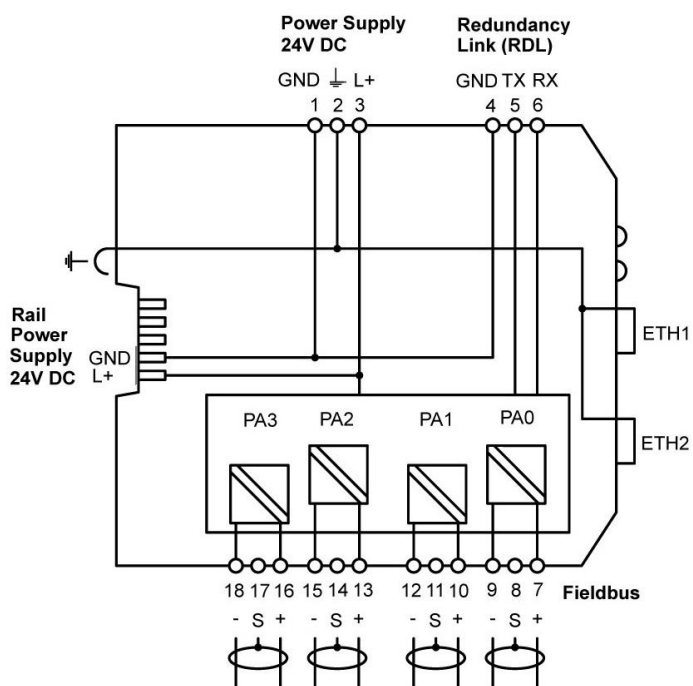 Power Supply
24V DC
Redundancy
Link (RDL)
GND ⏚ L+
GND TX RX
1 2 3
4 5 6
Rail
Power
Supply
24V DC
GND
L+
ETH1
ETH2
PA3 PA2 PA1 PA0
18 17 16 15 14 13 12 11 10 9 8 7
Fieldbus
- S + - S + - S + - S +